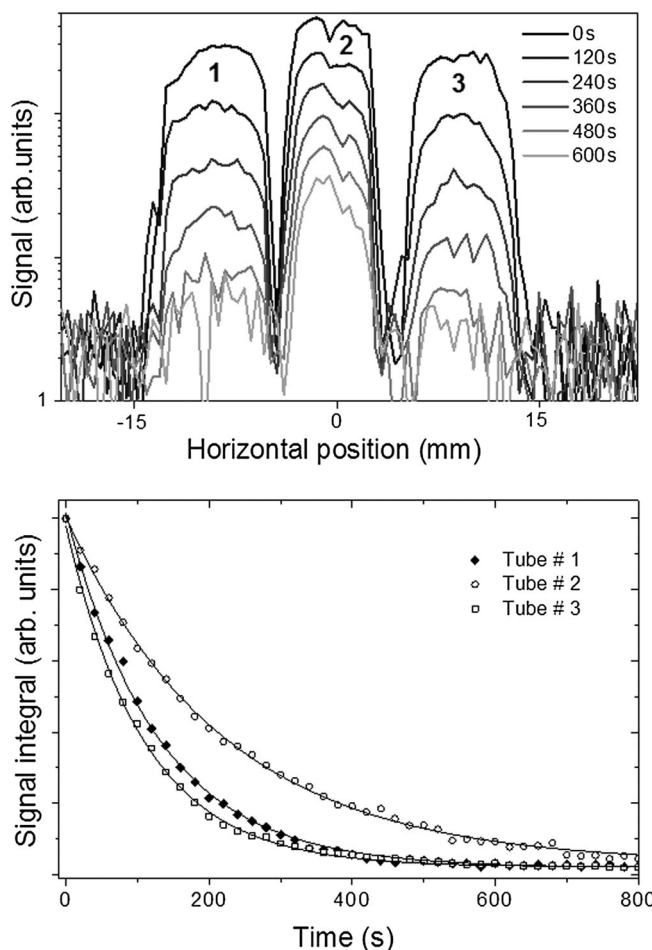 Signal (arb.units)
1
1
2
3
0s
120s
240s
360s
480s
600s
-15
0
15
Horizontal position (mm)
Signal integral (arb. units)
Tube # 1
Tube # 2
Tube # 3
0
200
400
600
800
Time (s)